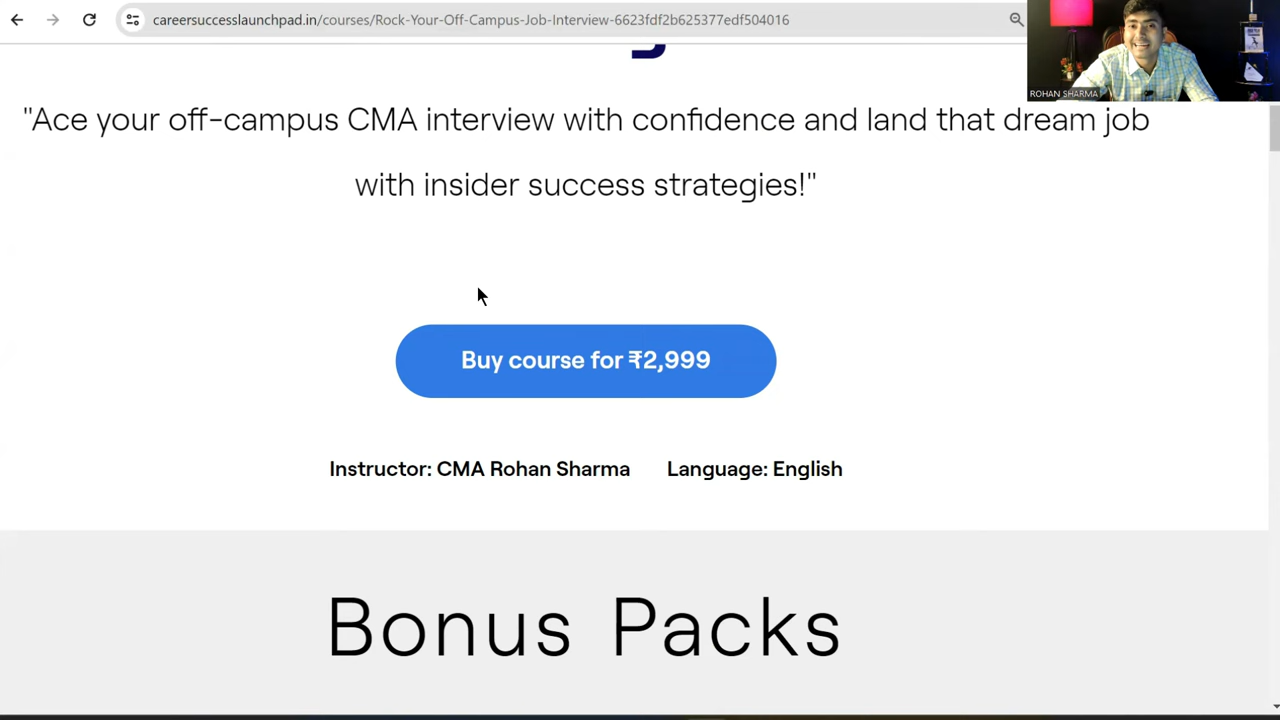 careersuccesslaunchpad.in/courses/Rock-Your-Off-Campus-Job-Interview-6623fdf2b625377edf504016
ROHAN SHARMA
"Ace your off-campus CMA interview with confidence and land that dream job
with insider success strategies!"
Buy course for ₹2,999
Instructor: CMA Rohan Sharma Language: English
Bonus Packs